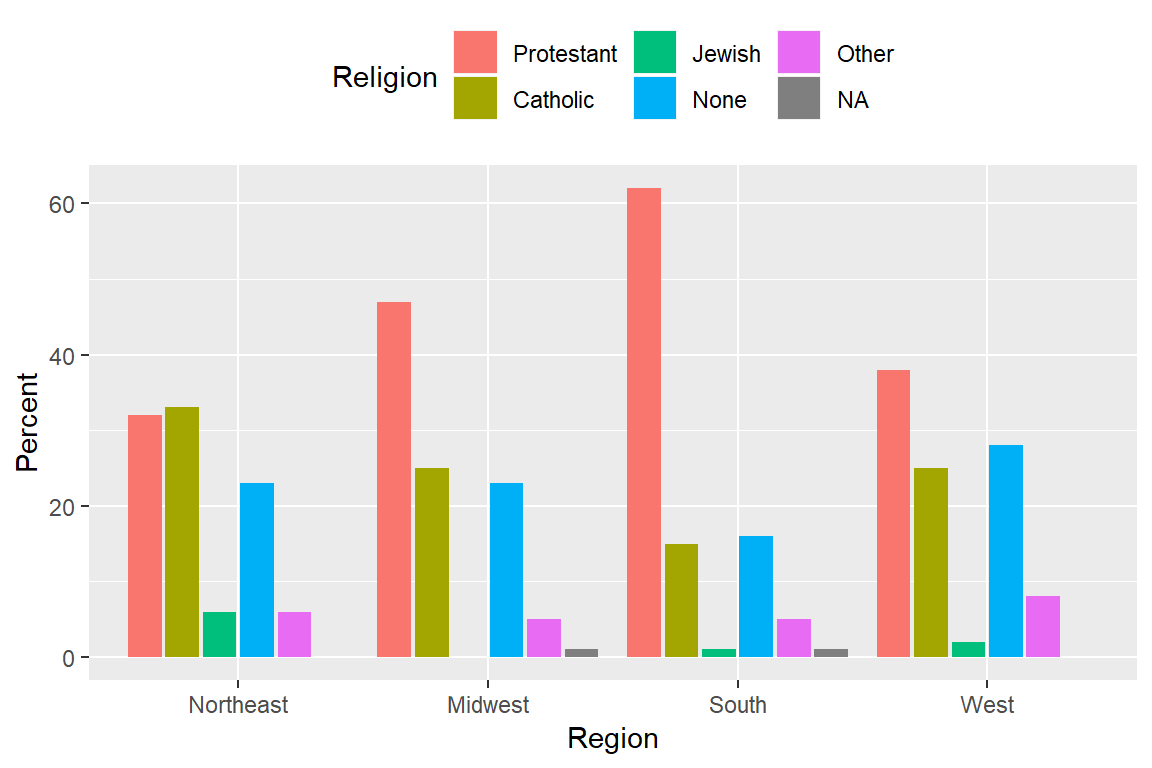 Religion
Protestant Jewish Other
Catholic None NA
60
40
20
0
Percent
Northeast Midwest South West
Region